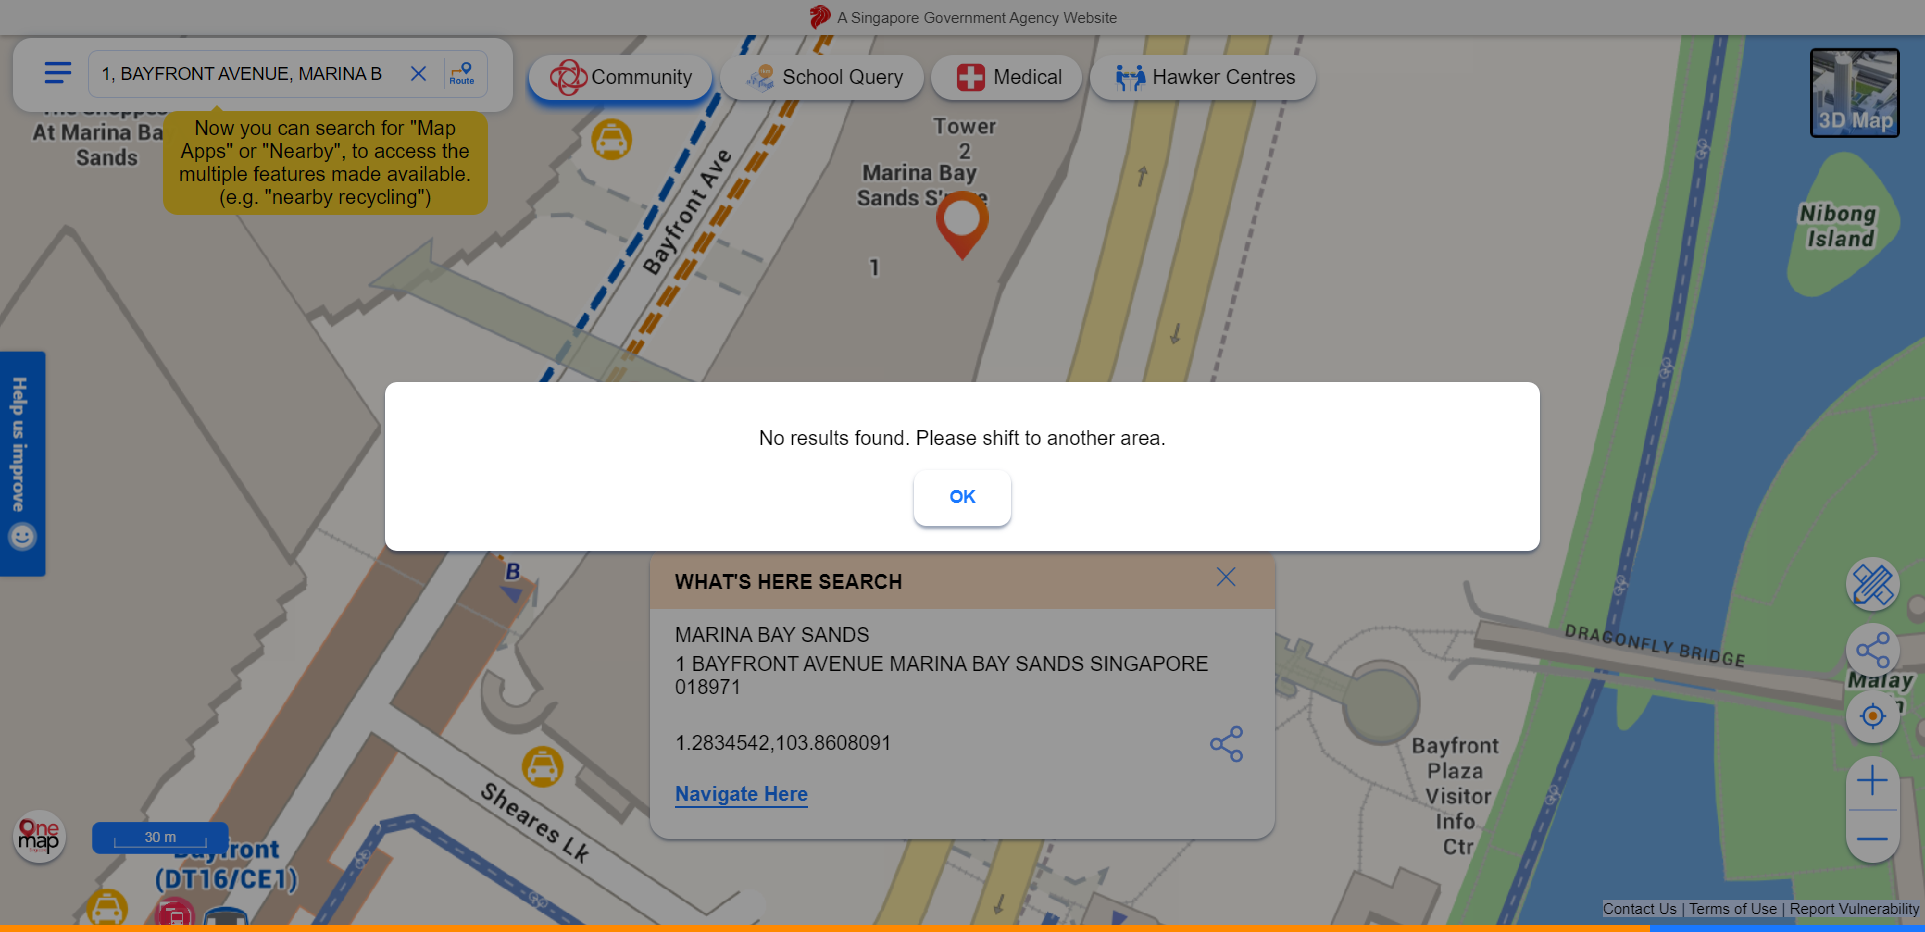 A Singapore Government Agency Website
1, BAYFRONT AVENUE, MARINA B
Route
Community
School Query
Medical
Hawker Centres
3D Map
Now you can search for "Map
Apps" or "Nearby", to access the
multiple features made available.
(e.g. "nearby recycling")
The Shoppes
At Marina Ba
Sands
Bayfront Ave
Tower
2
Marina Bay
Sands
1
Nibong
Island
Help us improve
No results found. Please shift to another area.
OK
B
WHAT'S HERE SEARCH
MARINA BAY SANDS
1 BAYFRONT AVENUE MARINA BAY SANDS SINGAPORE
018971
1.2834542,103.8608091
Navigate Here
DRAGONFLY BRIDGE
Malay
Bayfront
Plaza
Visitor
Info
Ctr
Sheares Lk
One
map
30 m
Bayfront
(DT16/CE1)
Contact Us | Terms of Use | Report Vulnerability